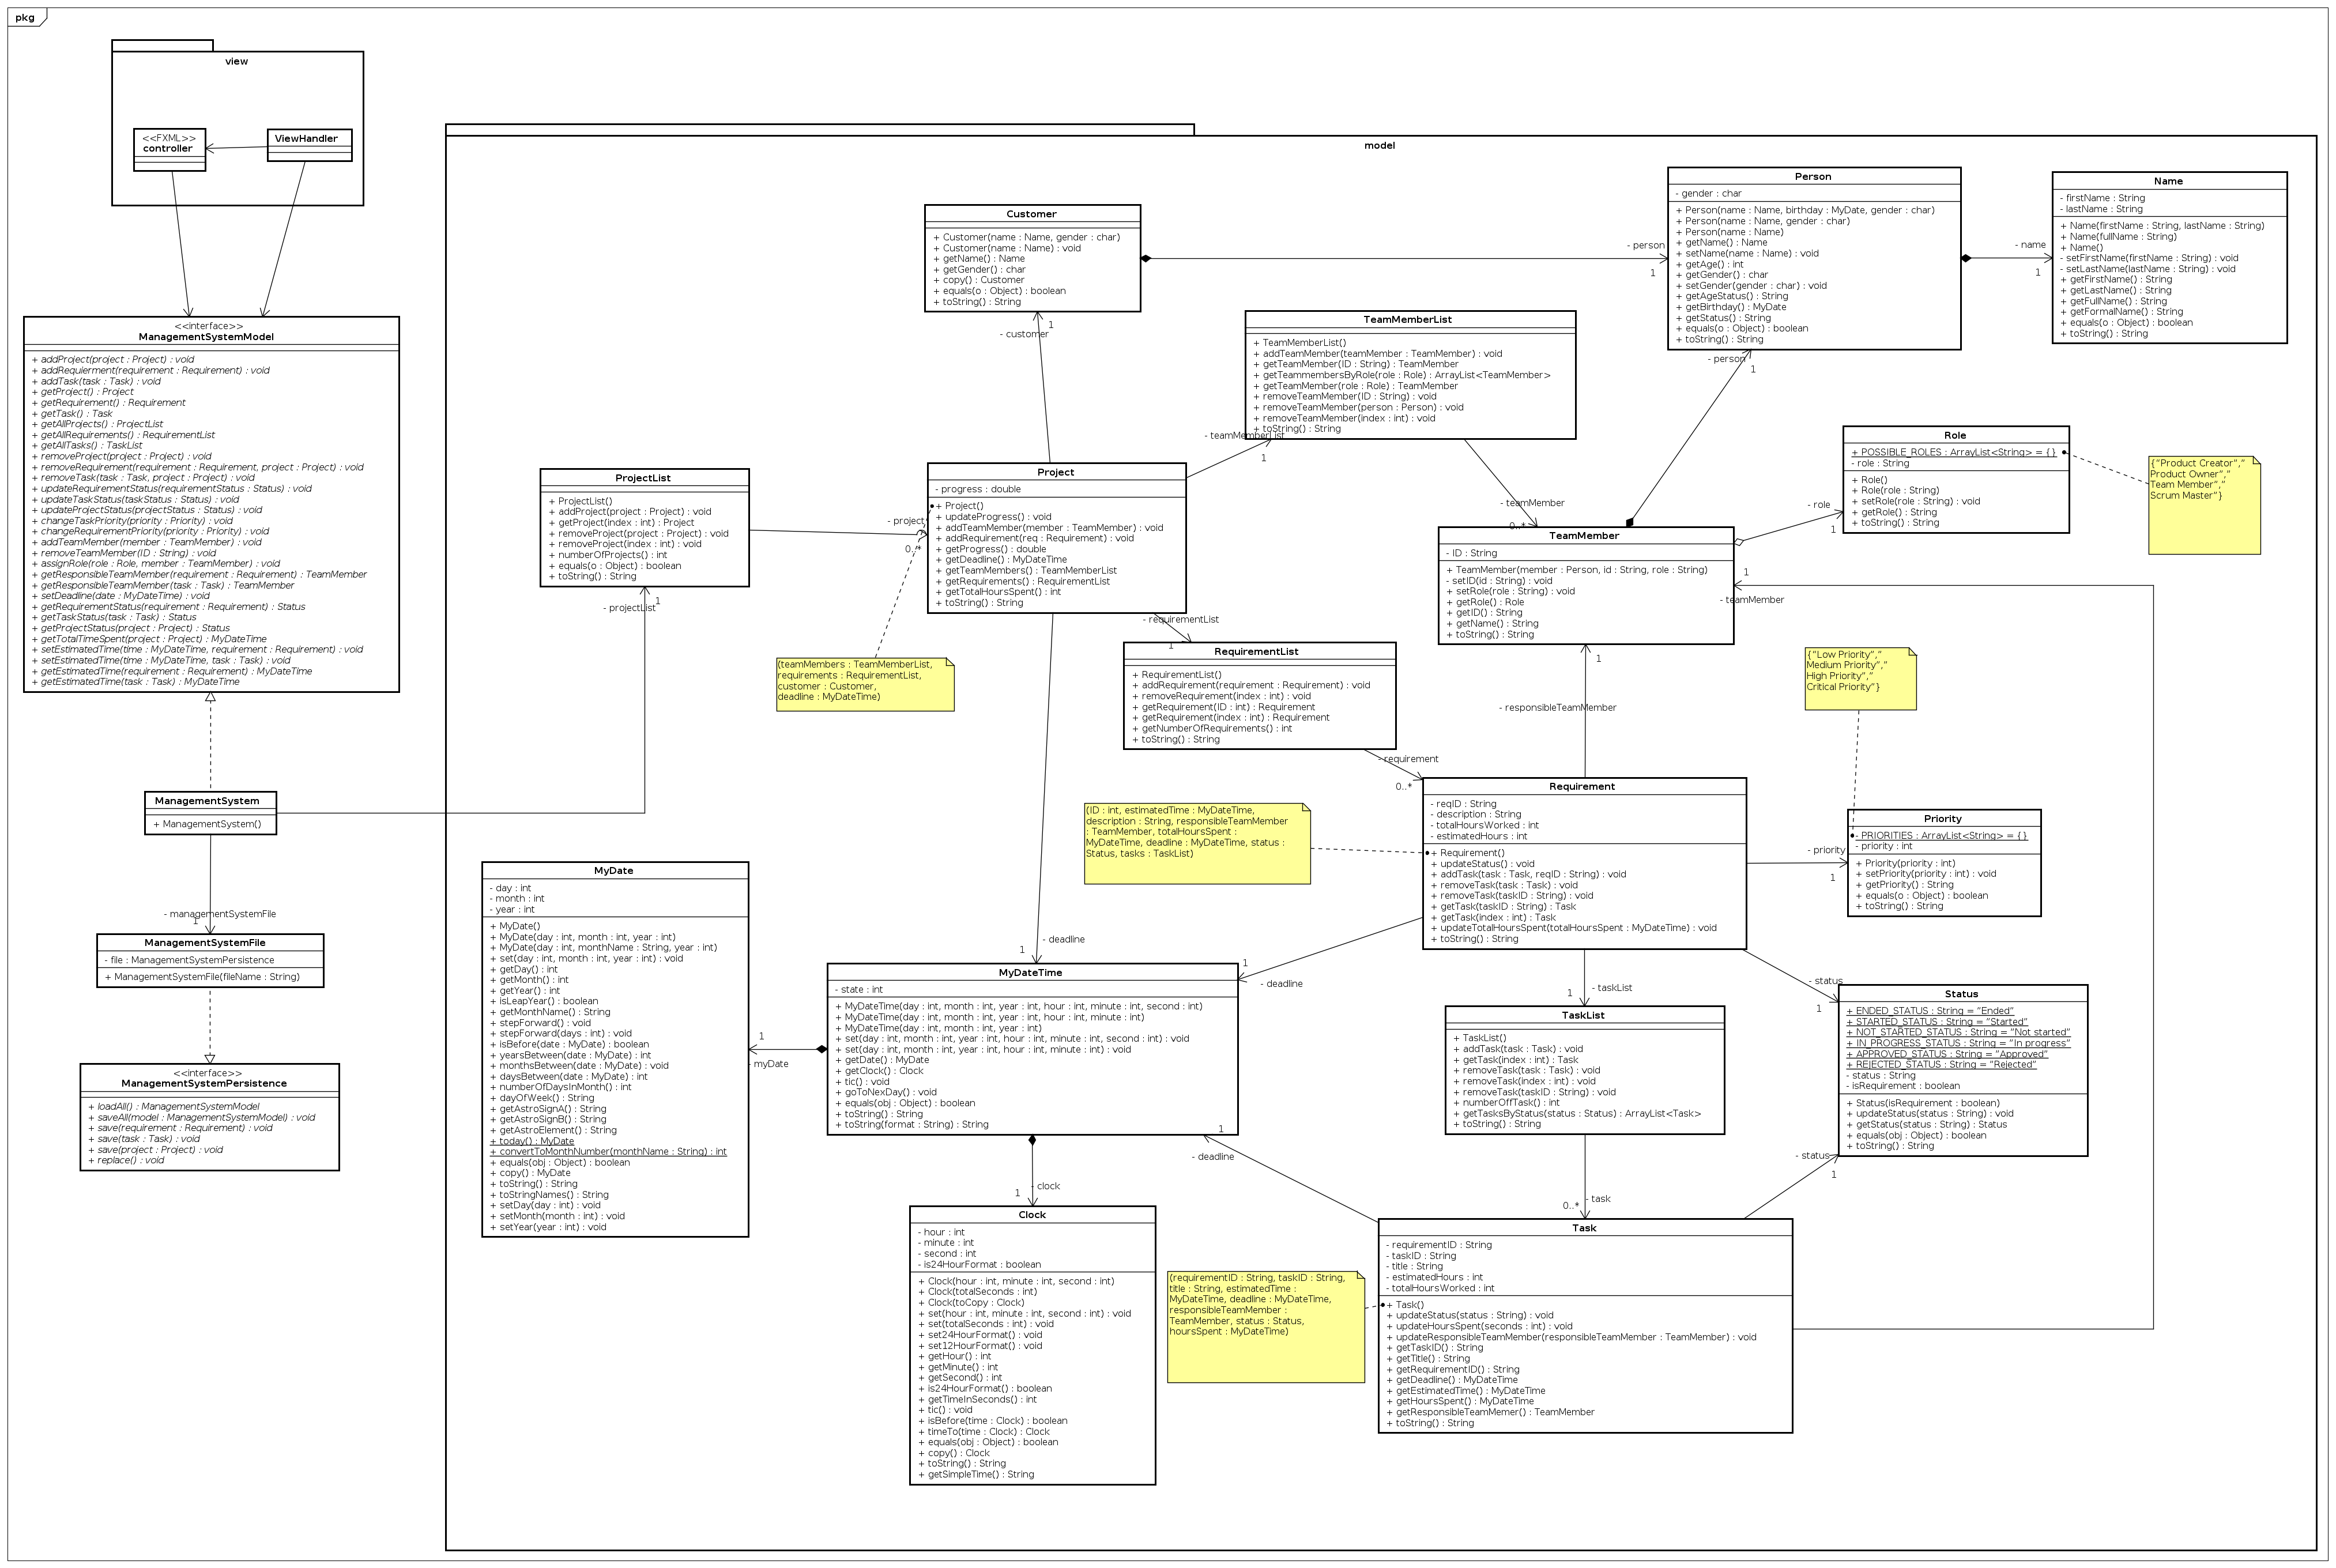 pkg
view
<<FXML>>
controller
ViewHandler
<<interface>>
ManagementSystemModel
+ addProject(project : Project) : void
+ addRequierment(requirement : Requirement) : void
+ addTask(task : Task) : void
+ getProject() : Project
+ getRequirement() : Requirement
+ getTask() : Task
+ getAllProjects() : ProjectList
+ getAllRequirements() : RequirementList
+ getAllTasks() : TaskList
+ removeProject(project : Project) : void
+ removeRequirement(requirement : Requirement, project : Project) : void
+ removeTask(task : Task, project : Project) : void
+ updateRequirementStatus(requirementStatus : Status) : void
+ updateTaskStatus(taskStatus : Status) : void
+ updateProjectStatus(projectStatus : Status) : void
+ changeTaskPriority(priority : Priority) : void
+ changeRequirementPriority(priority : Priority) : void
+ addTeamMember(member : TeamMember) : void
+ removeTeamMember(ID : String) : void
+ assignRole(role : Role, member : TeamMember) : void
+ getResponsibleTeamMember(requirement : Requirement) : TeamMember
+ getResponsibleTeamMember(task : Task) : TeamMember
+ setDeadline(date : MyDateTime) : void
+ getRequirementStatus(requirement : Requirement) : Status
+ getTaskStatus(task : Task) : Status
+ getProjectStatus(project : Project) : Status
+ getTotalTimeSpent(project : Project) : MyDateTime
+ setEstimatedTime(time : MyDateTime, requirement : Requirement) : void
+ setEstimatedTime(time : MyDateTime, task : Task) : void
+ getEstimatedTime(requirement : Requirement) : MyDateTime
+ getEstimatedTime(task : Task) : MyDateTime
ManagementSystem
+ ManagementSystem()
- managementSystemFile
1
ManagementSystemFile
- file : ManagementSystemPersistence
+ ManagementSystemFile(fileName : String)
<<interface>>
ManagementSystemPersistence
+ loadAll() : ManagementSystemModel
+ saveAll(model : ManagementSystemModel) : void
+ save(requirement : Requirement) : void
+ save(task : Task) : void
+ save(project : Project) : void
+ replace() : void
model
Customer
+ Customer(name : Name, gender : char)
+ Customer(name : Name) : void
+ getName() : Name
+ getGender() : char
+ copy() : Customer
+ equals(o : Object) : boolean
+ toString() : String
- person
1
Person
- gender : char
+ Person(name : Name, birthday : MyDate, gender : char)
+ Person(name : Name, gender : char)
+ Person(name : Name)
+ getName() : Name
+ setName(name : Name) : void
+ getAge() : int
+ getGender() : char
+ setGender(gender : char) : void
+ getAgeStatus() : String
+ getBirthday() : MyDate
+ getStatus() : String
+ equals(o : Object) : boolean
+ toString() : String
- name
1
Name
- firstName : String
- lastName : String
+ Name(firstName : String, lastName : String)
+ Name(fullName : String)
+ Name()
- setFirstName(firstName : String) : void
- setLastName(lastName : String) : void
+ getFirstName() : String
+ getLastName() : String
+ getFullName() : String
+ getFormalName() : String
+ equals(o : Object) : boolean
+ toString() : String
1
- customer
TeamMemberList
+ TeamMemberList()
+ addTeamMember(teamMember : TeamMember) : void
+ getTeamMember(ID : String) : TeamMember
+ getTeammembersByRole(role : Role) : ArrayList<TeamMember>
+ getTeamMember(role : Role) : TeamMember
+ removeTeamMember(ID : String) : void
+ removeTeamMember(person : Person) : void
+ removeTeamMember(index : int) : void
+ toString() : String
- teamMemberList
1
- person
1
ProjectList
+ ProjectList()
+ addProject(project : Project) : void
+ getProject(index : int) : Project
+ removeProject(project : Project) : void
+ removeProject(index : int) : void
+ numberOfProjects() : int
+ equals(o : Object) : boolean
+ toString() : String
- projectList
1
- project
0..*
Project
- progress : double
+ Project()
+ updateProgress() : void
+ addTeamMember(member : TeamMember) : void
+ addRequirement(req : Requirement) : void
+ getProgress() : double
+ getDeadline() : MyDateTime
+ getTeamMembers() : TeamMemberList
+ getRequirements() : RequirementList
+ getTotalHoursSpent() : int
+ toString() : String
(teamMembers : TeamMemberList,
requirements : RequirementList,
customer : Customer,
deadline : MyDateTime)
- teamMember
0..*
TeamMember
- ID : String
+ TeamMember(member : Person, id : String, role : String)
- setID(id : String) : void
+ setRole(role : String) : void
+ getRole() : Role
+ getID() : String
+ getName() : String
+ toString() : String
- role
1
Role
+ POSSIBLE_ROLES : ArrayList<String> = {}
- role : String
+ Role()
+ Role(role : String)
+ setRole(role : String) : void
+ getRole() : String
+ toString() : String
{"Product Creator","
Product Owner","
Team Member","
Scrum Master"}
1
- teamMember
- requirementList
1
RequirementList
+ RequirementList()
+ addRequirement(requirement : Requirement) : void
+ removeRequirement(index : int) : void
+ getRequirement(ID : int) : Requirement
+ getRequirement(index : int) : Requirement
+ getNumberOfRequirements() : int
+ toString() : String
1
- responsibleTeamMember
{"Low Priority","
Medium Priority","
High Priority","
Critical Priority"}
- requirement
0..*
Requirement
- reqID : String
- description : String
- totalHoursWorked : int
- estimatedHours : int
+ Requirement()
+ updateStatus() : void
+ addTask(task : Task, reqID : String) : void
+ removeTask(task : Task) : void
+ removeTask(taskID : String) : void
+ getTask(taskID : String) : Task
+ getTask(index : int) : Task
+ updateTotalHoursSpent(totalHoursSpent : MyDateTime) : void
+ toString() : String
(ID : int, estimatedTime : MyDateTime,
description : String, responsibleTeamMember
: TeamMember, totalHoursSpent :
MyDateTime, deadline : MyDateTime, status :
Status, tasks : TaskList)
- priority
1
Priority
- PRIORITIES : ArrayList<String> = {}
- priority : int
+ Priority(priority : int)
+ setPriority(priority : int) : void
+ getPriority() : String
+ equals(o : Object) : boolean
+ toString() : String
MyDate
- day : int
- month : int
- year : int
+ MyDate()
+ MyDate(day : int, month : int, year : int)
+ MyDate(day : int, monthName : String, year : int)
+ set(day : int, month : int, year : int) : void
+ getDay() : int
+ getMonth() : int
+ getYear() : int
+ isLeapYear() : boolean
+ getMonthName() : String
+ stepForward() : void
+ stepForward(days : int) : void
+ isBefore(date : MyDate) : boolean
+ yearsBetween(date : MyDate) : int
+ monthsBetween(date : MyDate) : void
+ daysBetween(date : MyDate) : int
+ numberOfDaysInMonth() : int
+ dayOfWeek() : String
+ getAstroSignA() : String
+ getAstroSignB() : String
+ getAstroElement() : String
+ today() : MyDate
+ convertToMonthNumber(monthName : String) : int
+ equals(obj : Object) : boolean
+ copy() : MyDate
+ toString() : String
+ toStringNames() : String
+ setDay(day : int) : void
+ setMonth(month : int) : void
+ setYear(year : int) : void
1
- myDate
- deadline
1
MyDateTime
- state : int
+ MyDateTime(day : int, month : int, year : int, hour : int, minute : int, second : int)
+ MyDateTime(day : int, month : int, year : int, hour : int, minute : int)
+ MyDateTime(day : int, month : int, year : int)
+ set(day : int, month : int, year : int, hour : int, minute : int, second : int) : void
+ set(day : int, month : int, year : int, hour : int, minute : int) : void
+ getDate() : MyDate
+ getClock() : Clock
+ tic() : void
+ goToNexDay() : void
+ equals(obj : Object) : boolean
+ toString() : String
+ toString(format : String) : String
1
- deadline
- taskList
1
TaskList
+ TaskList()
+ addTask(task : Task) : void
+ getTask(index : int) : Task
+ removeTask(task : Task) : void
+ removeTask(index : int) : void
+ removeTask(taskID : String) : void
+ numberOffTask() : int
+ getTasksByStatus(status : Status) : ArrayList<Task>
+ toString() : String
- status
1
Status
+ ENDED_STATUS : String = "Ended"
+ STARTED_STATUS : String = "Started"
+ NOT_STARTED_STATUS : String = "Not started"
+ IN_PROGRESS_STATUS : String = "In progress"
+ APPROVED_STATUS : String = "Approved"
+ REJECTED_STATUS : String = "Rejected"
- status : String
- isRequirement : boolean
+ Status(isRequirement : boolean)
+ updateStatus(status : String) : void
+ getStatus(status : String) : Status
+ equals(obj : Object) : boolean
+ toString() : String
- status
1
1
- deadline
- clock
1
Clock
- hour : int
- minute : int
- second : int
- is24HourFormat : boolean
+ Clock(hour : int, minute : int, second : int)
+ Clock(totalSeconds : int)
+ Clock(toCopy : Clock)
+ set(hour : int, minute : int, second : int) : void
+ set(totalSeconds : int) : void
+ set24HourFormat() : void
+ set12HourFormat() : void
+ getHour() : int
+ getMinute() : int
+ getSecond() : int
+ is24HourFormat() : boolean
+ getTimeInSeconds() : int
+ tic() : void
+ isBefore(time : Clock) : boolean
+ timeTo(time : Clock) : Clock
+ equals(obj : Object) : boolean
+ copy() : Clock
+ toString() : String
+ getSimpleTime() : String
(requirementID : String, taskID : String,
title : String, estimatedTime :
MyDateTime, deadline : MyDateTime,
responsibleTeamMember :
TeamMember, status : Status,
hoursSpent : MyDateTime)
- task
0..*
Task
- requirementID : String
- taskID : String
- title : String
- estimatedHours : int
- totalHoursWorked : int
+ Task()
+ updateStatus(status : String) : void
+ updateHoursSpent(seconds : int) : void
+ updateResponsibleTeamMember(responsibleTeamMember : TeamMember) : void
+ getTaskID() : String
+ getTitle() : String
+ getRequirementID() : String
+ getDeadline() : MyDateTime
+ getEstimatedTime() : MyDateTime
+ getHoursSpent() : MyDateTime
+ getResponsibleTeamMemer() : TeamMember
+ toString() : String